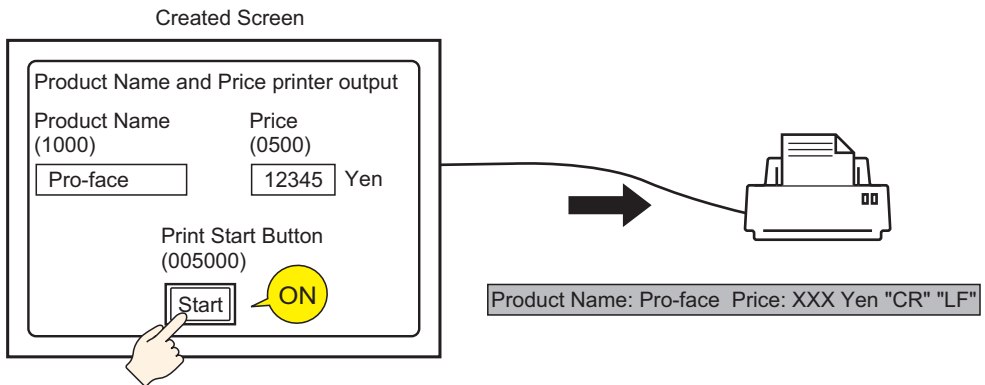 Created Screen
Product Name and Price printer output
Product Name Price
(1000) (0500)
Pro-face 12345 Yen
Print Start Button
(005000)
Start ON
Product Name: Pro-face Price: XXX Yen "CR" "LF"